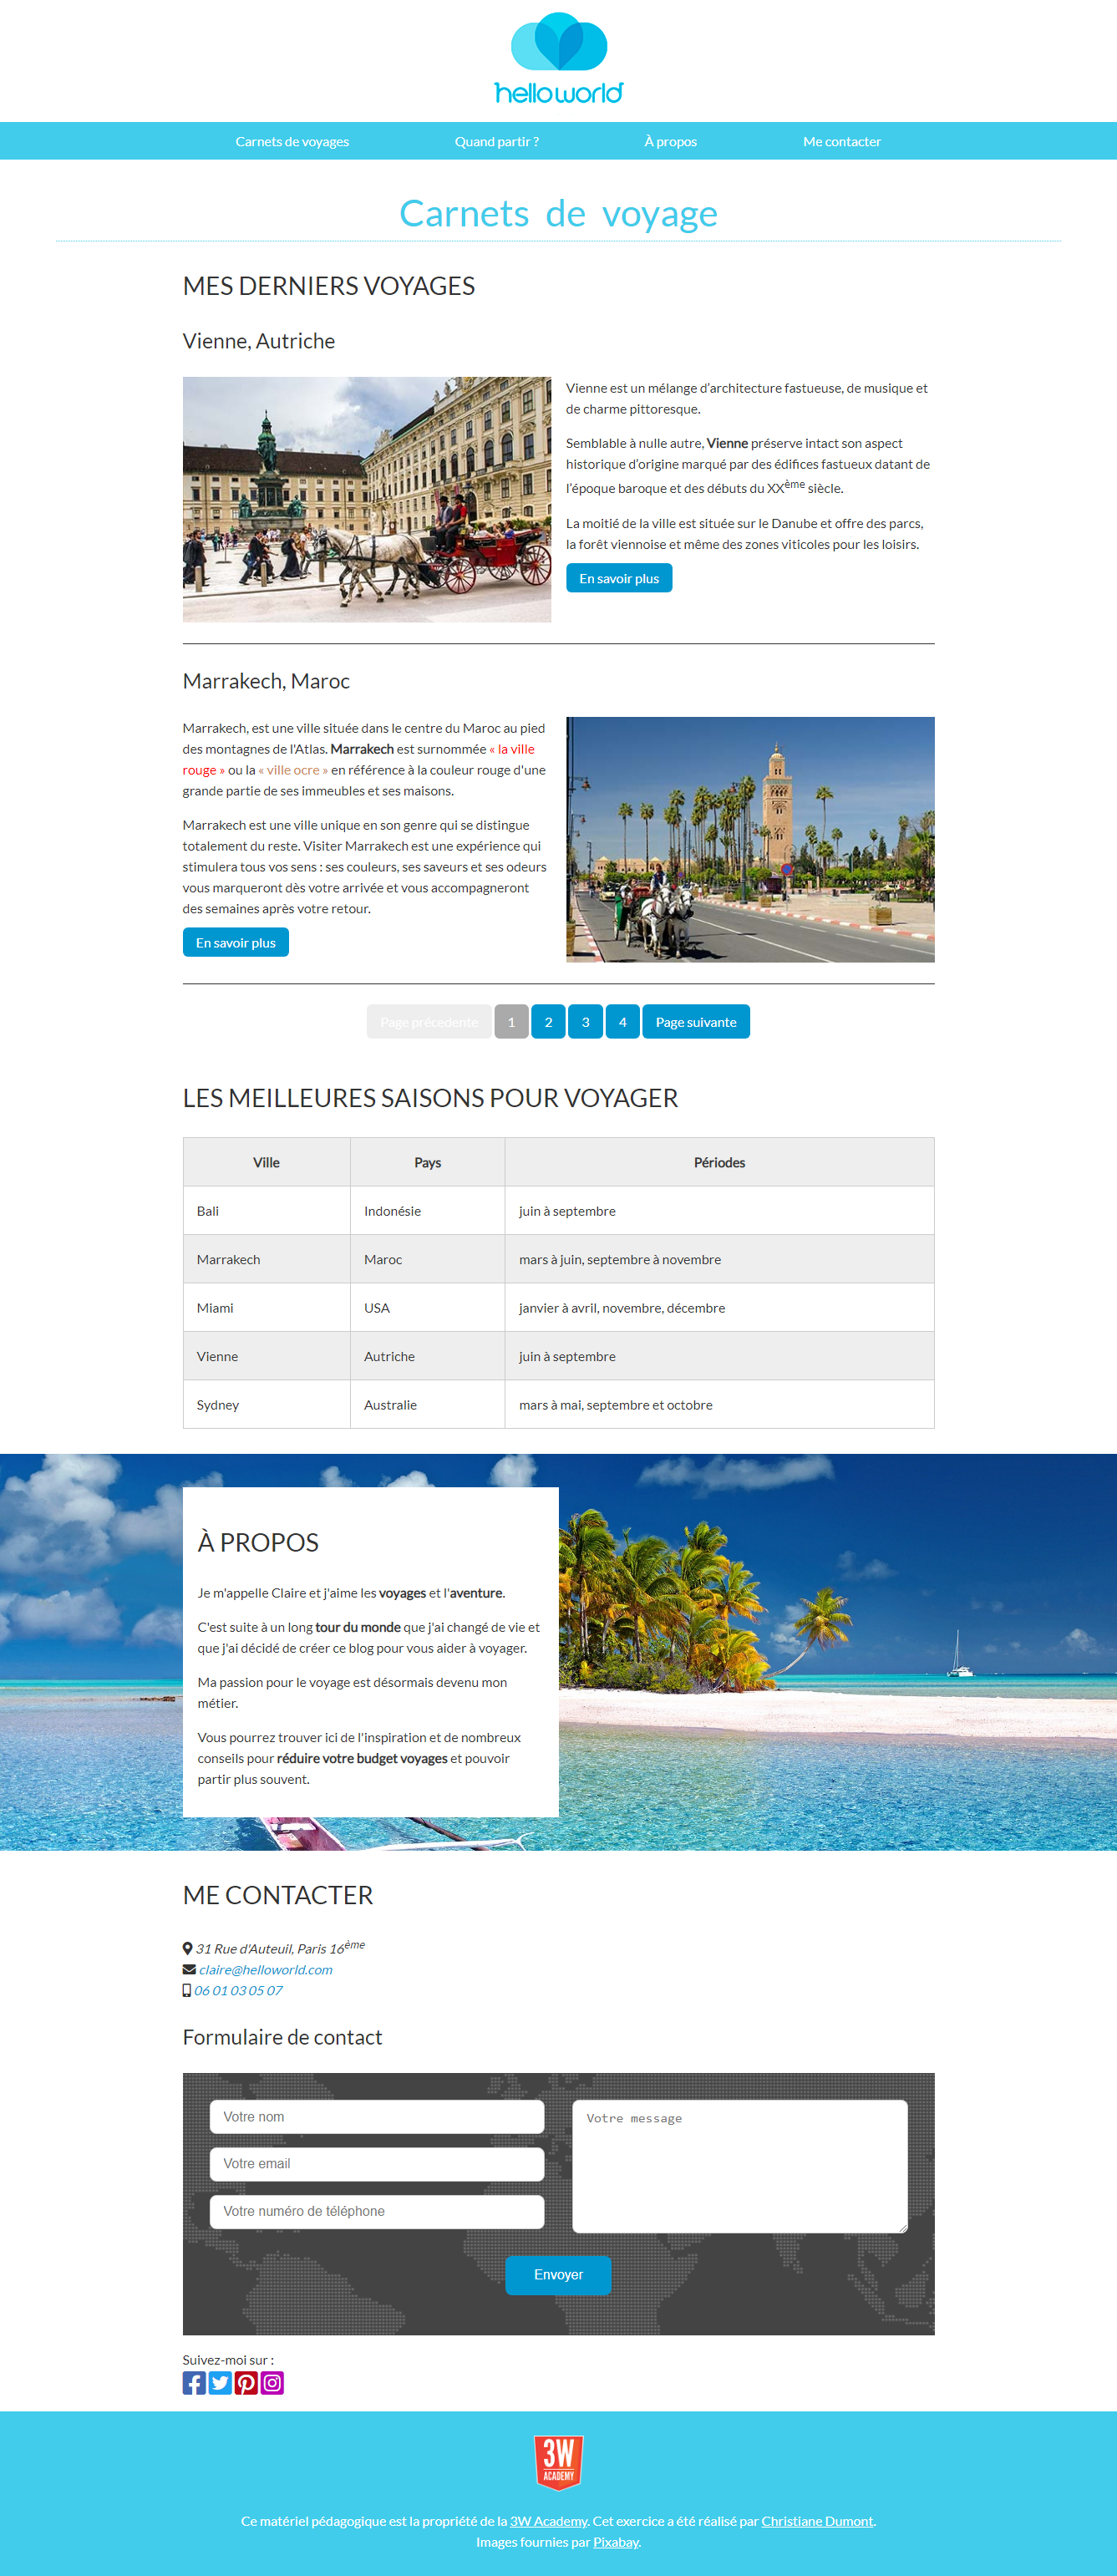 helloworld
Carnets de voyages
Quand partir ?
À propos
Me contacter
Carnets de voyage
MES DERNIERS VOYAGES
Vienne, Autriche
Vienne est un mélange d’architecture fastueuse, de musique et
de charme pittoresque.
Semblable à nulle autre, Vienne préserve intact son aspect
historique d’origine marqué par des édifices fastueux datant de
l’époque baroque et des débuts du XXème siècle.
La moitié de la ville est située sur le Danube et offre des parcs,
la forêt viennoise et même des zones viticoles pour les loisirs.
En savoir plus
Marrakech, Maroc
Marrakech, est une ville située dans le centre du Maroc au pied
des montagnes de l'Atlas. Marrakech est surnommée « la ville
rouge » ou la « ville ocre » en référence à la couleur rouge d'une
grande partie de ses immeubles et ses maisons.
Marrakech est une ville unique en son genre qui se distingue
totalement du reste. Visiter Marrakech est une expérience qui
stimulera tous vos sens : ses couleurs, ses saveurs et ses odeurs
vous marqueront dès votre arrivée et vous accompagneront
des semaines après votre retour.
En savoir plus
Page précedente 1 2 3 4 Page suivante
LES MEILLEURES SAISONS POUR VOYAGER
Ville Pays Périodes
Bali Indonésie juin à septembre
Marrakech Maroc mars à juin, septembre à novembre
Miami USA janvier à avril, novembre, décembre
Vienne Autriche juin à septembre
Sydney Australie mars à mai, septembre et octobre
À PROPOS
Je m'appelle Claire et j'aime les voyages et l'aventure.
C'est suite à un long tour du monde que j'ai changé de vie et
que j'ai décidé de créer ce blog pour vous aider à voyager.
Ma passion pour le voyage est désormais devenu mon
métier.
Vous pourrez trouver ici de l'inspiration et de nombreux
conseils pour réduire votre budget voyages et pouvoir
partir plus souvent.
ME CONTACTER
31 Rue d'Auteuil, Paris 16ème
claire@helloworld.com
06 01 03 05 07
Formulaire de contact
Votre nom
Votre email
Votre numéro de téléphone
Votre message
Envoyer
Suivez-moi sur :
3W
ACADEMY
Ce matériel pédagogique est la propriété de la 3W Academy. Cet exercice a été réalisé par Christiane Dumont.
Images fournies par Pixabay.